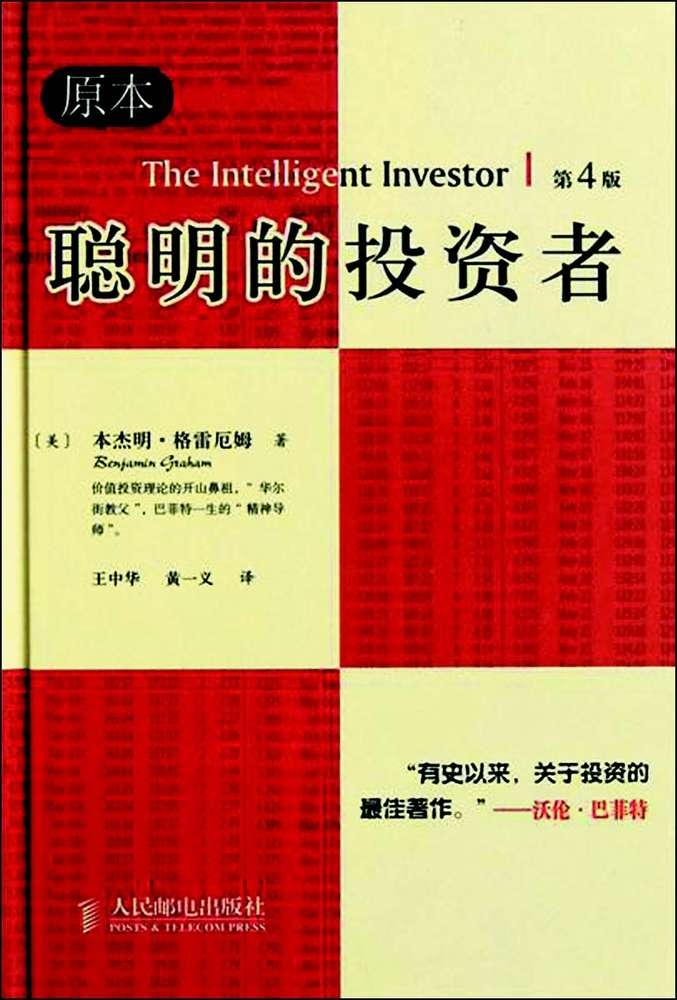 原本
The Intelligent Investor | 第4版
聪明的投资者
[美] 本杰明·格雷厄姆 著
Benjamin Graham
价值投资理论的开山鼻祖，“华尔
街教父”，巴菲特一生的“精神导
师”。
王中华 黄一义 译
“有史以来，关于投资的
最佳著作。”——沃伦·巴菲特
人民邮电出版社
POSTS & TELECOM PRESS